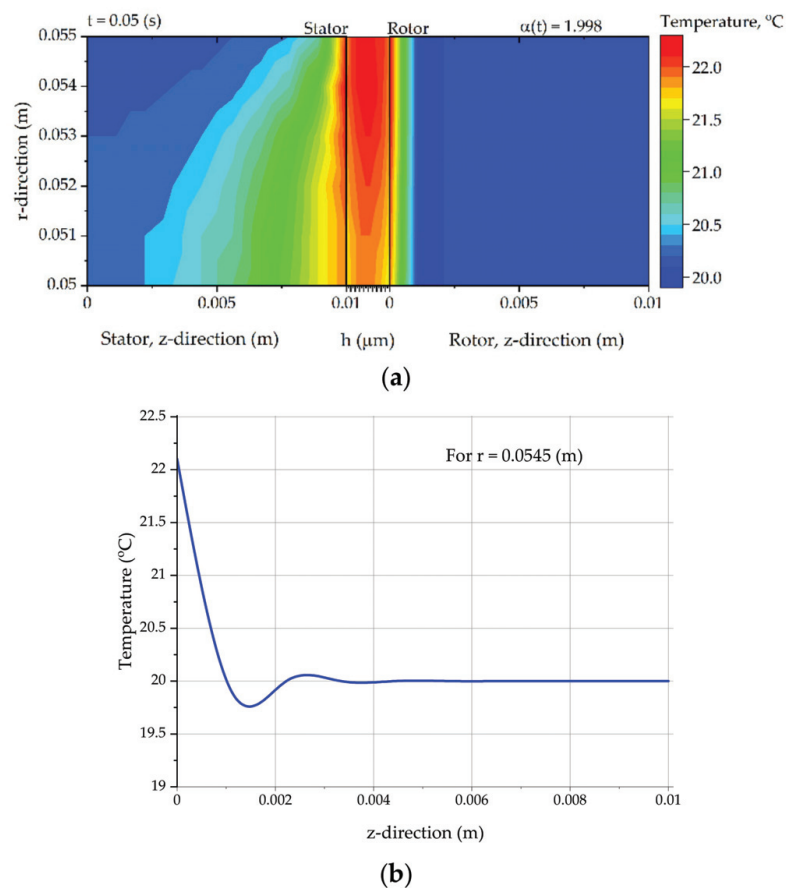 t = 0.05 (s) Stator Rotor α(t) = 1.998 Temperature, ºC
0.055
0.054
0.053
0.052
0.051
0.05
r-direction (m)
22.0
21.5
21.0
20.5
20.0
0 0.005 0.01 0 0.005 0.01
Stator, z-direction (m) h (µm) Rotor, z-direction (m)
(a)
22.5
22
21.5
21
20.5
20
19.5
19
Temperature (ºC)
For r = 0.0545 (m)
0 0.002 0.004 0.006 0.008 0.01
z-direction (m)
(b)